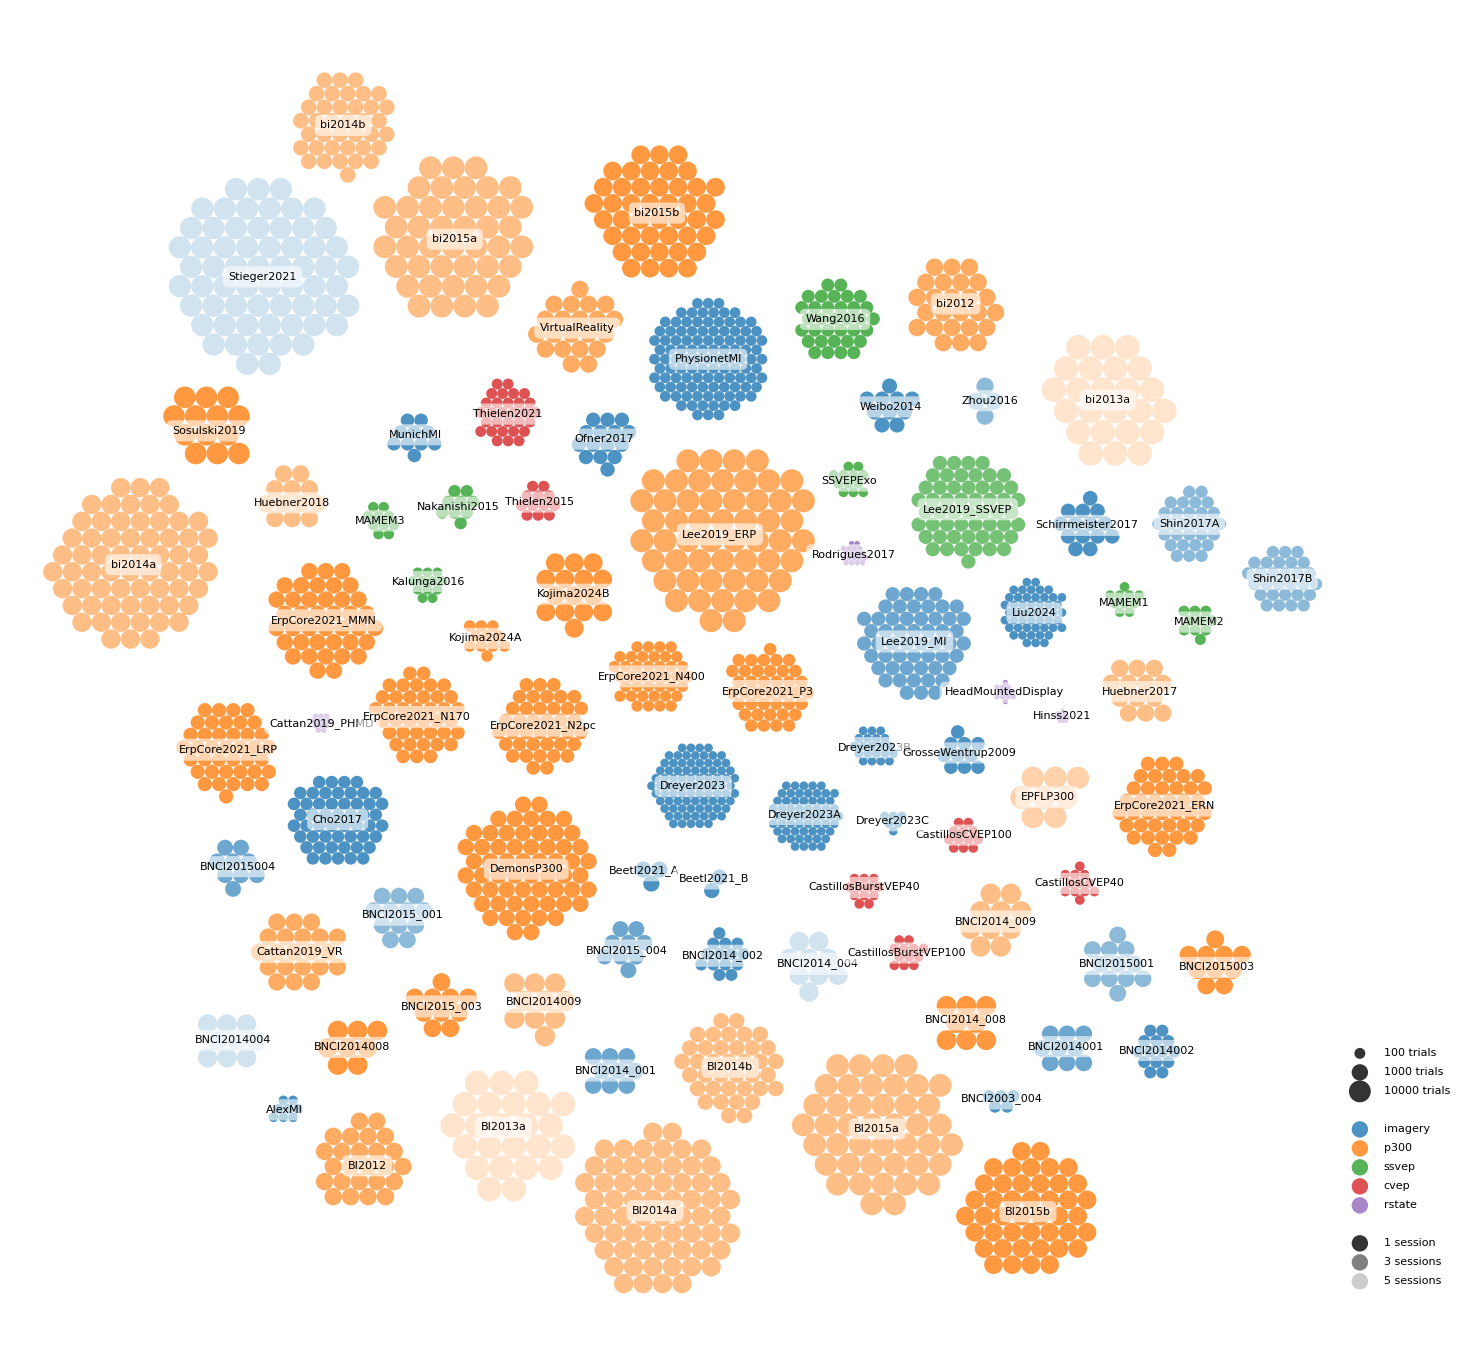 bi2014b
bi2015b
bi2015a
Stieger2021
bi2012
Wang2016
VirtualReality
PhysionetMI
bi2013a
Zhou2016
Weibo2014
Thielen2021
Sosulski2019
MunichMI
Ofner2017
SSVEPExo
Huebner2018
Thielen2015
Nakanishi2015
Lee2019_SSVEP
MAMEM3
Schirrmeister2017
Shin2017A
Lee2019_ERP
Rodrigues2017
bi2014a
Shin2017B
Kalunga2016
Kojima2024B
MAMEM1
Liu2024
ErpCore2021_MMN
MAMEM2
Kojima2024A
Lee2019_MI
ErpCore2021_N400
ErpCore2021_P3
HeadMountedDisplay
Huebner2017
Hinss2021
ErpCore2021_N170
Cattan2019_PHMD
ErpCore2021_N2pc
Dreyer2023B
ErpCore2021_LRP
GrosseWentrup2009
Dreyer2023
EPFLP300
ErpCore2021_ERN
Dreyer2023A
Cho2017
Dreyer2023C
CastillosCVEP100
BNCI2015004
DemonsP300
Beetl2021_A
Beetl2021_B
CastillosCVEP40
CastillosBurstVEP40
BNCI2015_001
BNCI2014_009
Cattan2019_VR
BNCI2015_004
BNCI2014_002
CastillosBurstVEP100
BNCI2014_004
BNCI2015001
BNCI2015003
BNCI2014009
BNCI2015_003
BNCI2014_008
BNCI2014004
BNCI2014008
BNCI2014001
BNCI2014002
BI2014b
BNCI2014_001
BNCI2003_004
AlexMI
BI2013a
BI2015a
BI2012
BI2014a
BI2015b
100 trials
1000 trials
10000 trials
imagery
p300
ssvep
cvep
rstate
1 session
3 sessions
5 sessions